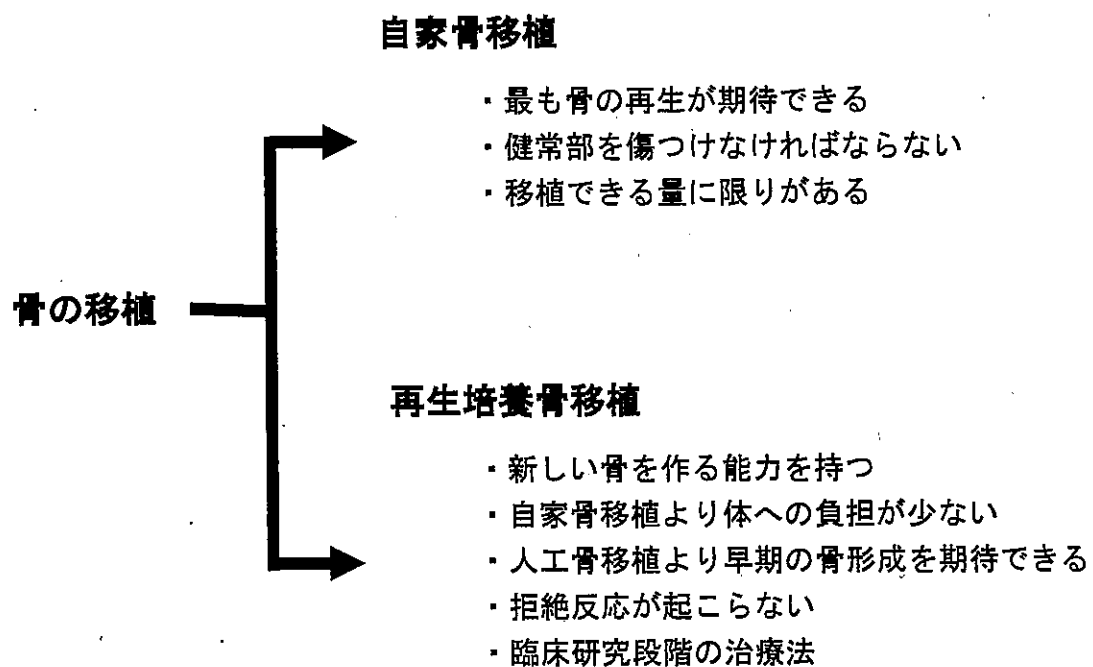 自家骨移植
・最も骨の再生が期待できる
・健常部を傷つけなければならない
・移植できる量に限りがある
骨の移植
再生培養骨移植
・新しい骨を作る能力を持つ
・自家骨移植より体への負担が少ない
・人工骨移植より早期の骨形成を期待できる
・拒絶反応が起こらない
・臨床研究段階の治療法